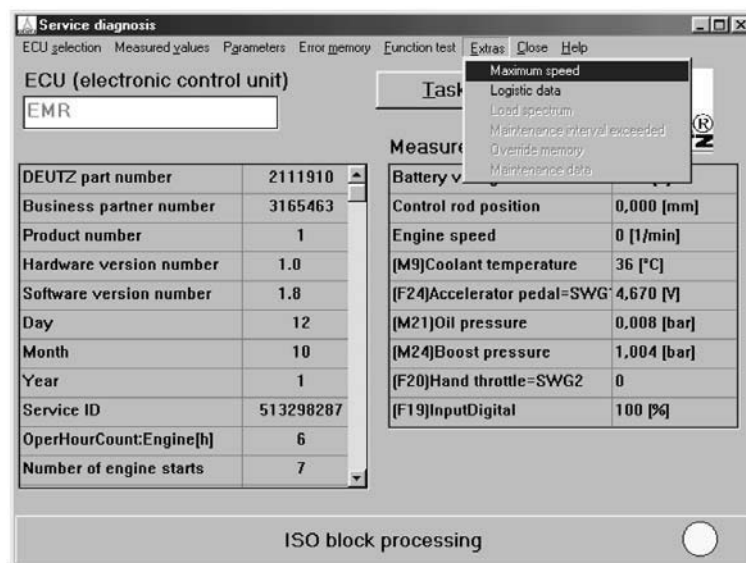 Service diagnosis
ECU selection Measured values Parameters Error memory Function test Extras Close Help
Maximum speed
Logistic data
Load spectrum
Maintenance interval exceeded
Override memory
Maintenance data
ECU (electronic control unit)
EMR
Task
®
Measure
DEUTZ part number 2111910
Business partner number 3165463
Product number 1
Hardware version number 1.0
Software version number 1.8
Day 12
Month 10
Year 1
Service ID 513298287
OperHourCount:Engine[h] 6
Number of engine starts 7
Battery v
Control rod position 0,000 [mm]
Engine speed 0 [1/min]
(M9)Coolant temperature 36 [°C]
(F24)Accelerator pedal=SWG 4,670 [V]
(M21)Oil pressure 0,008 [bar]
(M24)Boost pressure 1,004 [bar]
(F20)Hand throttle=SWG2 0
(F19)InputDigital 100 [%]
ISO block processing